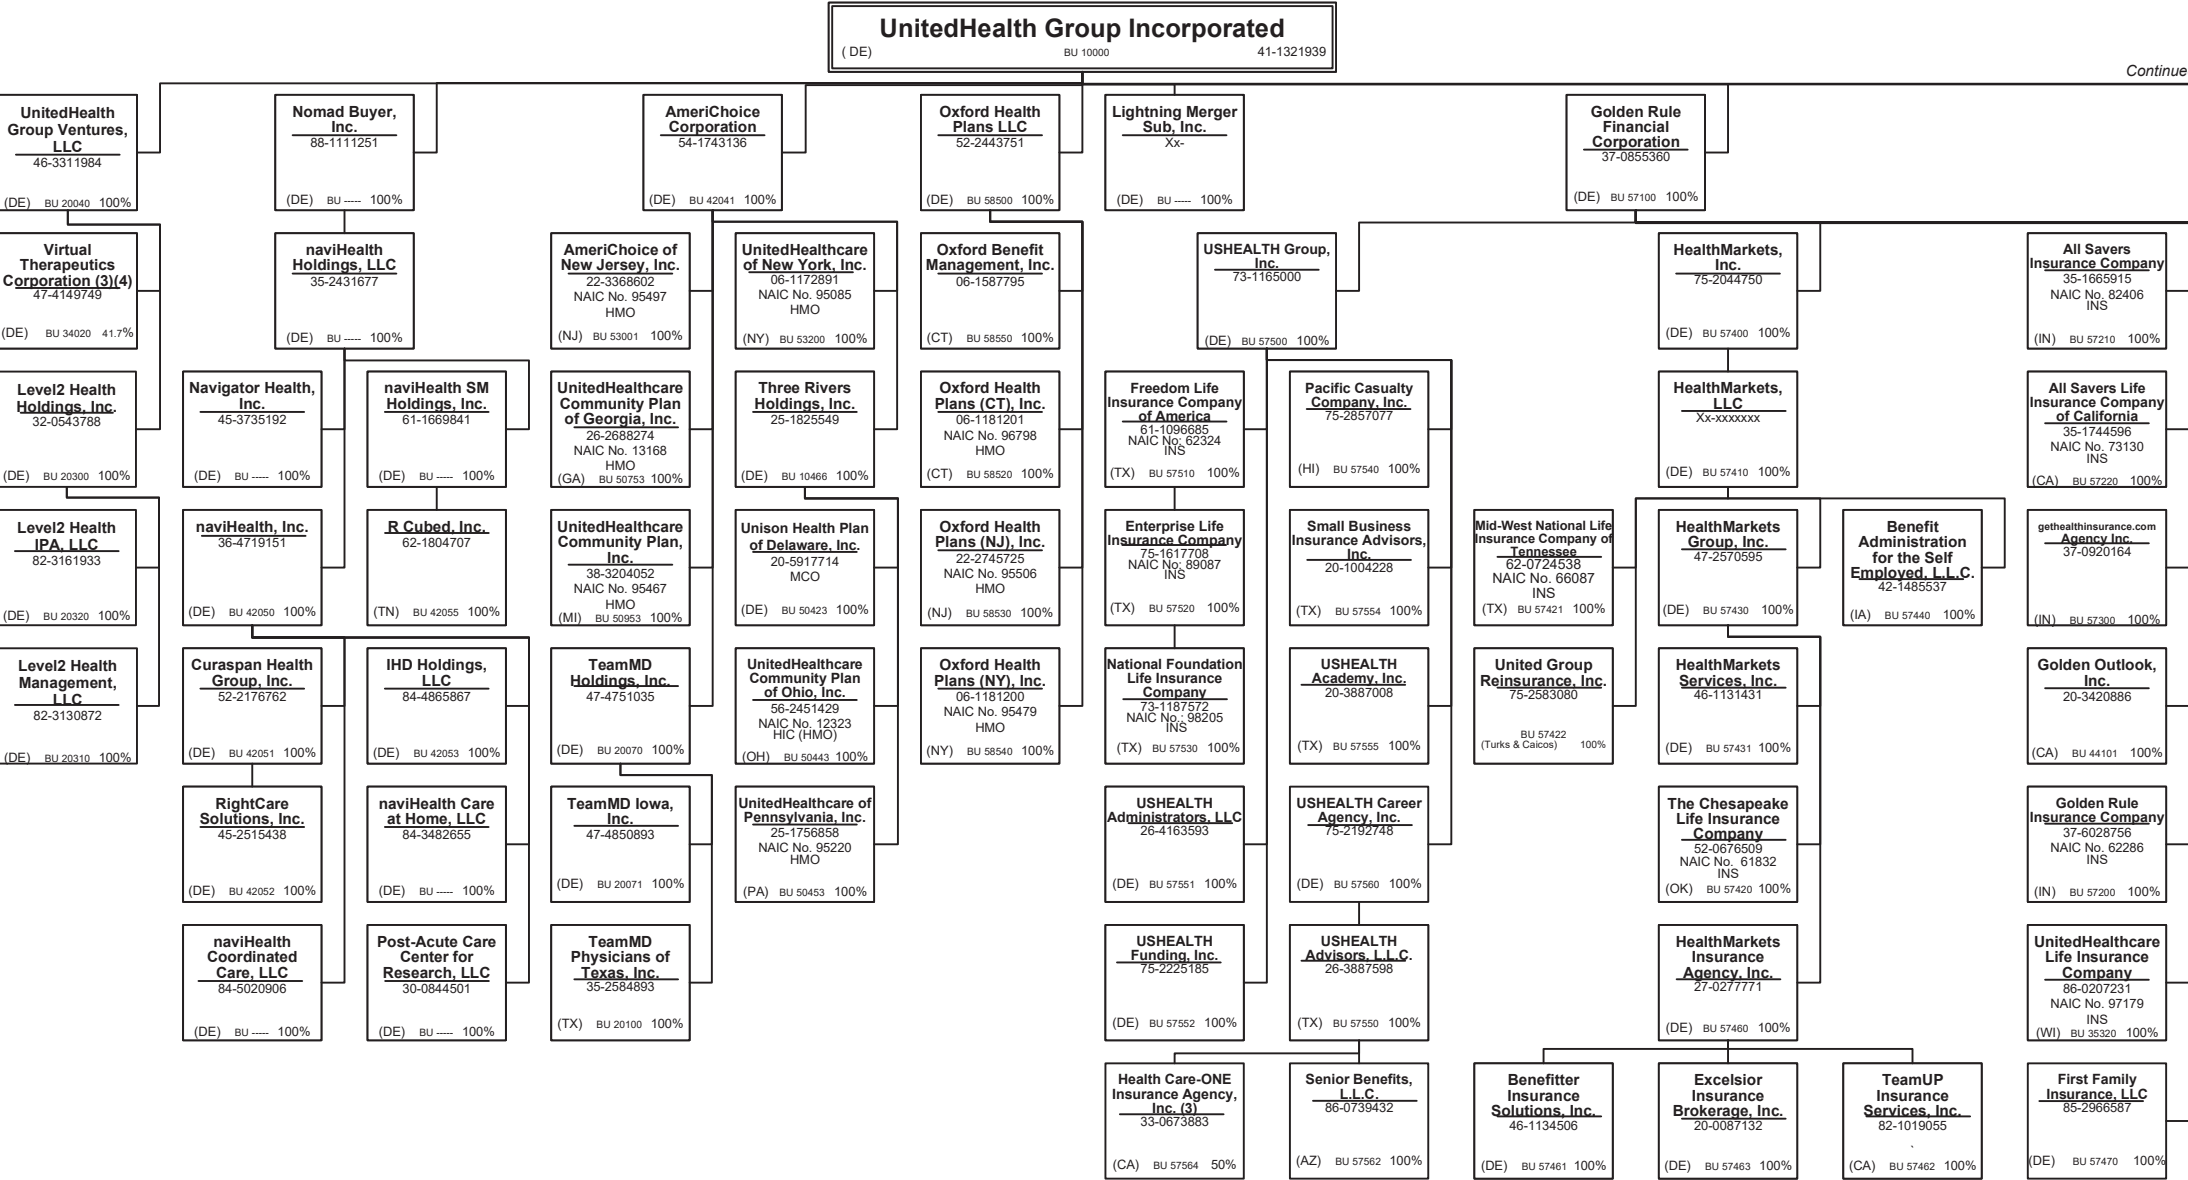 UnitedHealth Group Incorporated
( DE) BU 10000 41-1321939
Continue
UnitedHealth
Group Ventures,
LLC
46-3311984
(DE) BU 20040 100%
Nomad Buyer,
Inc.
88-1111251
(DE) BU ----- 100%
AmeriChoice
Corporation
54-1743136
(DE) BU 42041 100%
Oxford Health
Plans LLC
52-2443751
(DE) BU 58500 100%
Lightning Merger
Sub, Inc.
Xx-
(DE) BU ----- 100%
Golden Rule
Financial
Corporation
37-0855360
(DE) BU 57100 100%
Virtual
Therapeutics
Corporation (3)(4)
47-4149749
(DE) BU 34020 41.7%
naviHealth
Holdings, LLC
35-2431677
(DE) BU ----- 100%
AmeriChoice of
New Jersey, Inc.
22-3368602
NAIC No. 95497
HMO
(NJ) BU 53001 100%
UnitedHealthcare
of New York, Inc.
06-1172891
NAIC No. 95085
HMO
(NY) BU 53200 100%
Oxford Benefit
Management, Inc.
06-1587795
(CT) BU 58550 100%
USHEALTH Group,
Inc.
73-1165000
(DE) BU 57500 100%
HealthMarkets,
Inc.
75-2044750
(DE) BU 57400 100%
All Savers
Insurance Company
35-1665915
NAIC No. 82406
INS
(IN) BU 57210 100%
Level2 Health
Holdings, Inc.
32-0543788
(DE) BU 20300 100%
Navigator Health,
Inc.
45-3735192
(DE) BU ----- 100%
naviHealth SM
Holdings, Inc.
61-1669841
(DE) BU ----- 100%
UnitedHealthcare
Community Plan
of Georgia, Inc.
26-2688274
NAIC No. 13168
HMO
(GA) BU 50753 100%
Three Rivers
Holdings, Inc.
25-1825549
(DE) BU 10466 100%
Oxford Health
Plans (CT), Inc.
06-1181201
NAIC No. 96798
HMO
(CT) BU 58520 100%
Freedom Life
Insurance Company
of America
61-1096685
NAIC No: 62324
INS
(TX) BU 57510 100%
Pacific Casualty
Company, Inc.
75-2857077
(HI) BU 57540 100%
HealthMarkets,
LLC
Xx-xxxxxxx
(DE) BU 57410 100%
All Savers Life
Insurance Company
of California
35-1744596
NAIC No. 73130
INS
(CA) BU 57220 100%
Level2 Health
IPA, LLC
82-3161933
(DE) BU 20320 100%
naviHealth, Inc.
36-4719151
(DE) BU 42050 100%
R Cubed, Inc.
62-1804707
(TN) BU 42055 100%
UnitedHealthcare
Community Plan,
Inc.
38-3204052
NAIC No. 95467
HMO
(MI) BU 50953 100%
Unison Health Plan
of Delaware, Inc.
20-5917714
MCO
(DE) BU 50423 100%
Oxford Health
Plans (NJ), Inc.
22-2745725
NAIC No. 95506
HMO
(NJ) BU 58530 100%
Enterprise Life
Insurance Company
75-1617708
NAIC No: 89087
INS
(TX) BU 57520 100%
Small Business
Insurance Advisors,
Inc.
20-1004228
(TX) BU 57554 100%
Mid-West National Life
Insurance Company of
Tennessee
62-0724538
NAIC No. 66087
INS
(TX) BU 57421 100%
HealthMarkets
Group, Inc.
47-2570595
(DE) BU 57430 100%
Benefit
Administration
for the Self
Employed, L.L.C.
42-1485537
(IA) BU 57440 100%
gethealthinsurance.com
Agency Inc.
37-0920164
(IN) BU 57300 100%
Level2 Health
Management,
LLC
82-3130872
(DE) BU 20310 100%
Curaspan Health
Group, Inc.
52-2176762
(DE) BU 42051 100%
IHD Holdings,
LLC
84-4865867
(DE) BU 42053 100%
TeamMD
Holdings, Inc.
47-4751035
(DE) BU 20070 100%
UnitedHealthcare
Community Plan
of Ohio, Inc.
56-2451429
NAIC No. 12323
HIC (HMO)
(OH) BU 50443 100%
Oxford Health
Plans (NY), Inc.
06-1181200
NAIC No. 95479
HMO
(NY) BU 58540 100%
National Foundation
Life Insurance
Company
73-1187572
NAIC No.: 98205
INS
(TX) BU 57530 100%
USHEALTH
Academy, Inc.
20-3887008
(TX) BU 57555 100%
United Group
Reinsurance, Inc.
75-2583080
BU 57422
(Turks & Caicos) 100%
HealthMarkets
Services, Inc.
46-1131431
(DE) BU 57431 100%
Golden Outlook,
Inc.
20-3420886
(CA) BU 44101 100%
RightCare
Solutions, Inc.
45-2515438
(DE) BU 42052 100%
naviHealth Care
at Home, LLC
84-3482655
(DE) BU ----- 100%
TeamMD Iowa,
Inc.
47-4850893
(DE) BU 20071 100%
UnitedHealthcare of
Pennsylvania, Inc.
25-1756858
NAIC No. 95220
HMO
(PA) BU 50453 100%
USHEALTH
Administrators, LLC
26-4163593
(DE) BU 57551 100%
USHEALTH Career
Agency, Inc.
75-2192748
(DE) BU 57560 100%
The Chesapeake
Life Insurance
Company
52-0676509
NAIC No. 61832
INS
(OK) BU 57420 100%
Golden Rule
Insurance Company
37-6028756
NAIC No. 62286
INS
(IN) BU 57200 100%
naviHealth
Coordinated
Care, LLC
84-5020906
(DE) BU ----- 100%
Post-Acute Care
Center for
Research, LLC
30-0844501
(DE) BU ----- 100%
TeamMD
Physicians of
Texas, Inc.
35-2584893
(TX) BU 20100 100%
USHEALTH
Funding, Inc.
75-2225185
(DE) BU 57552 100%
USHEALTH
Advisors, L.L.C.
26-3887598
(TX) BU 57550 100%
HealthMarkets
Insurance
Agency, Inc.
27-0277771
(DE) BU 57460 100%
UnitedHealthcare
Life Insurance
Company
86-0207231
NAIC No. 97179
INS
(WI) BU 35320 100%
Health Care-ONE
Insurance Agency,
Inc. (3)
33-0673883
(CA) BU 57564 50%
Senior Benefits,
L.L.C.
86-0739432
(AZ) BU 57562 100%
Benefitter
Insurance
Solutions, Inc.
46-1134506
(DE) BU 57461 100%
Excelsior
Insurance
Brokerage, Inc.
20-0087132
(DE) BU 57463 100%
TeamUP
Insurance
Services, Inc.
82-1019055
(CA) BU 57462 100%
First Family
Insurance, LLC
85-2966587
(DE) BU 57470 100%